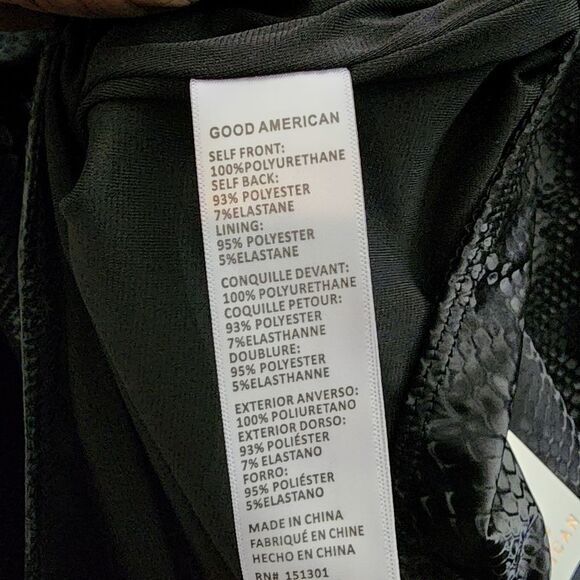 GOOD AMERICAN
SELF FRONT:
100%POLYURETHANE
SELF BACK:
93% POLYESTER
7%ELASTANE
LINING:
95% POLYESTER
5%ELASTANE
CONQUILLE DEVANT:
100% POLYURETHANE
COQUILLE PETOUR:
93% POLYESTER
7%ELASTHANNE
DOUBLURE:
95% POLYESTER
5%ELASTHANNE
EXTERIOR ANVERSO:
100% POLIURETANO
EXTERIOR DORSO:
93% POLIÉSTER
7% ELASTANO
FORRO:
95% POLIÉSTER
5%ELASTANO
MADE IN CHINA
FABRIQUÉ EN CHINE
HECHO EN CHINA
RN# 151301